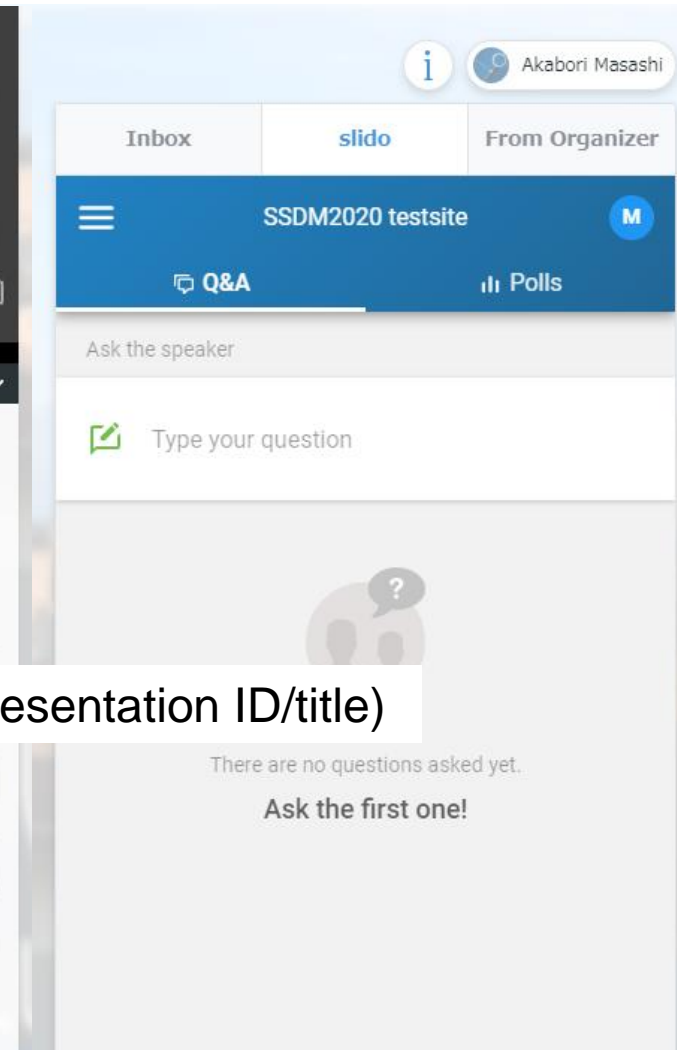 i Akabori Masashi
Inbox slido From Organizer
SSDM2020 testsite M
Q&A Polls
Ask the speaker
Type your question
?
esentation ID/title)
There are no questions asked yet.
Ask the first one!